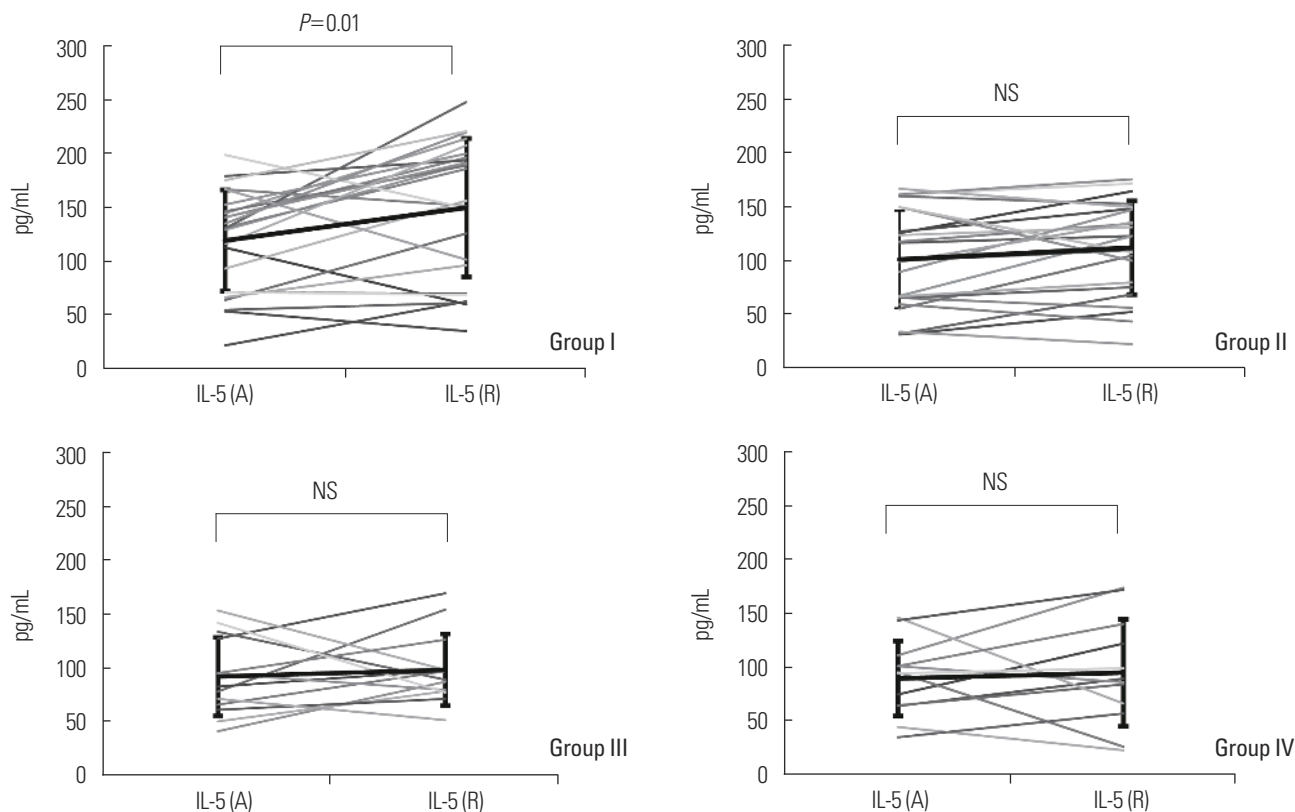 P=0.01
300
250
200
150
100
50
0
pg/mL
Group I
IL-5 (A)
IL-5 (R)
300
250
200
150
100
50
0
pg/mL
NS
Group II
IL-5 (A)
IL-5 (R)
300
250
200
150
100
50
0
pg/mL
NS
Group III
IL-5 (A)
IL-5 (R)
300
250
200
150
100
50
0
pg/mL
NS
Group IV
IL-5 (A)
IL-5 (R)